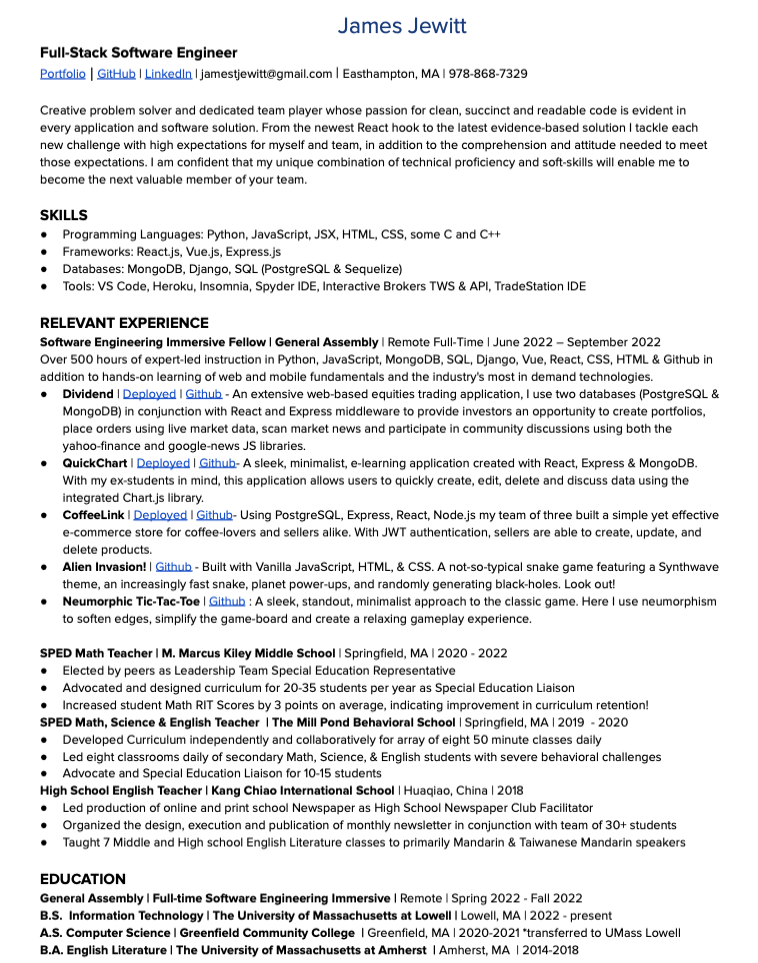 James Jewitt
Full-Stack Software Engineer
Portfolio | GitHub | LinkedIn | jamestjewitt@gmail.com | Easthampton, MA | 978-868-7329
Creative problem solver and dedicated team player whose passion for clean, succinct and readable code is evident in
every application and software solution. From the newest React hook to the latest evidence-based solution I tackle each
new challenge with high expectations for myself and team, in addition to the comprehension and attitude needed to meet
those expectations. I am confident that my unique combination of technical proficiency and soft-skills will enable me to
become the next valuable member of your team.
SKILLS
● Programming Languages: Python, JavaScript, JSX, HTML, CSS, some C and C++
● Frameworks: React.js, Vue.js, Express.js
● Databases: MongoDB, Django, SQL (PostgreSQL & Sequelize)
● Tools: VS Code, Heroku, Insomnia, Spyder IDE, Interactive Brokers TWS & API, TradeStation IDE
RELEVANT EXPERIENCE
Software Engineering Immersive Fellow | General Assembly | Remote Full-Time | June 2022 – September 2022
Over 500 hours of expert-led instruction in Python, JavaScript, MongoDB, SQL, Django, Vue, React, CSS, HTML & Github in
addition to hands-on learning of web and mobile fundamentals and the industry's most in demand technologies.
● Dividend | Deployed | Github - An extensive web-based equities trading application, I use two databases (PostgreSQL &
MongoDB) in conjunction with React and Express middleware to provide investors an opportunity to create portfolios,
place orders using live market data, scan market news and participate in community discussions using both the
yahoo-finance and google-news JS libraries.
● QuickChart | Deployed | Github- A sleek, minimalist, e-learning application created with React, Express & MongoDB.
With my ex-students in mind, this application allows users to quickly create, edit, delete and discuss data using the
integrated Chart.js library.
● CoffeeLink | Deployed | Github- Using PostgreSQL, Express, React, Node.js my team of three built a simple yet effective
e-commerce store for coffee-lovers and sellers alike. With JWT authentication, sellers are able to create, update, and
delete products.
● Alien Invasion! | Github - Built with Vanilla JavaScript, HTML, & CSS. A not-so-typical snake game featuring a Synthwave
theme, an increasingly fast snake, planet power-ups, and randomly generating black-holes. Look out!
● Neumorphic Tic-Tac-Toe | Github : A sleek, standout, minimalist approach to the classic game. Here I use neumorphism
to soften edges, simplify the game-board and create a relaxing gameplay experience.
SPED Math Teacher | M. Marcus Kiley Middle School | Springfield, MA | 2020 - 2022
● Elected by peers as Leadership Team Special Education Representative
● Advocated and designed curriculum for 20-35 students per year as Special Education Liaison
● Increased student Math RIT Scores by 3 points on average, indicating improvement in curriculum retention!
SPED Math, Science & English Teacher | The Mill Pond Behavioral School | Springfield, MA | 2019 - 2020
● Developed Curriculum independently and collaboratively for array of eight 50 minute classes daily
● Led eight classrooms daily of secondary Math, Science, & English students with severe behavioral challenges
● Advocate and Special Education Liaison for 10-15 students
High School English Teacher | Kang Chiao International School | Huaqiao, China | 2018
● Led production of online and print school Newspaper as High School Newspaper Club Facilitator
● Organized the design, execution and publication of monthly newsletter in conjunction with team of 30+ students
● Taught 7 Middle and High school English Literature classes to primarily Mandarin & Taiwanese Mandarin speakers
EDUCATION
General Assembly | Full-time Software Engineering Immersive | Remote | Spring 2022 - Fall 2022
B.S. Information Technology | The University of Massachusetts at Lowell | Lowell, MA | 2022 - present
A.S. Computer Science | Greenfield Community College | Greenfield, MA | 2020-2021 *transferred to UMass Lowell
B.A. English Literature | The University of Massachusetts at Amherst | Amherst, MA | 2014-2018